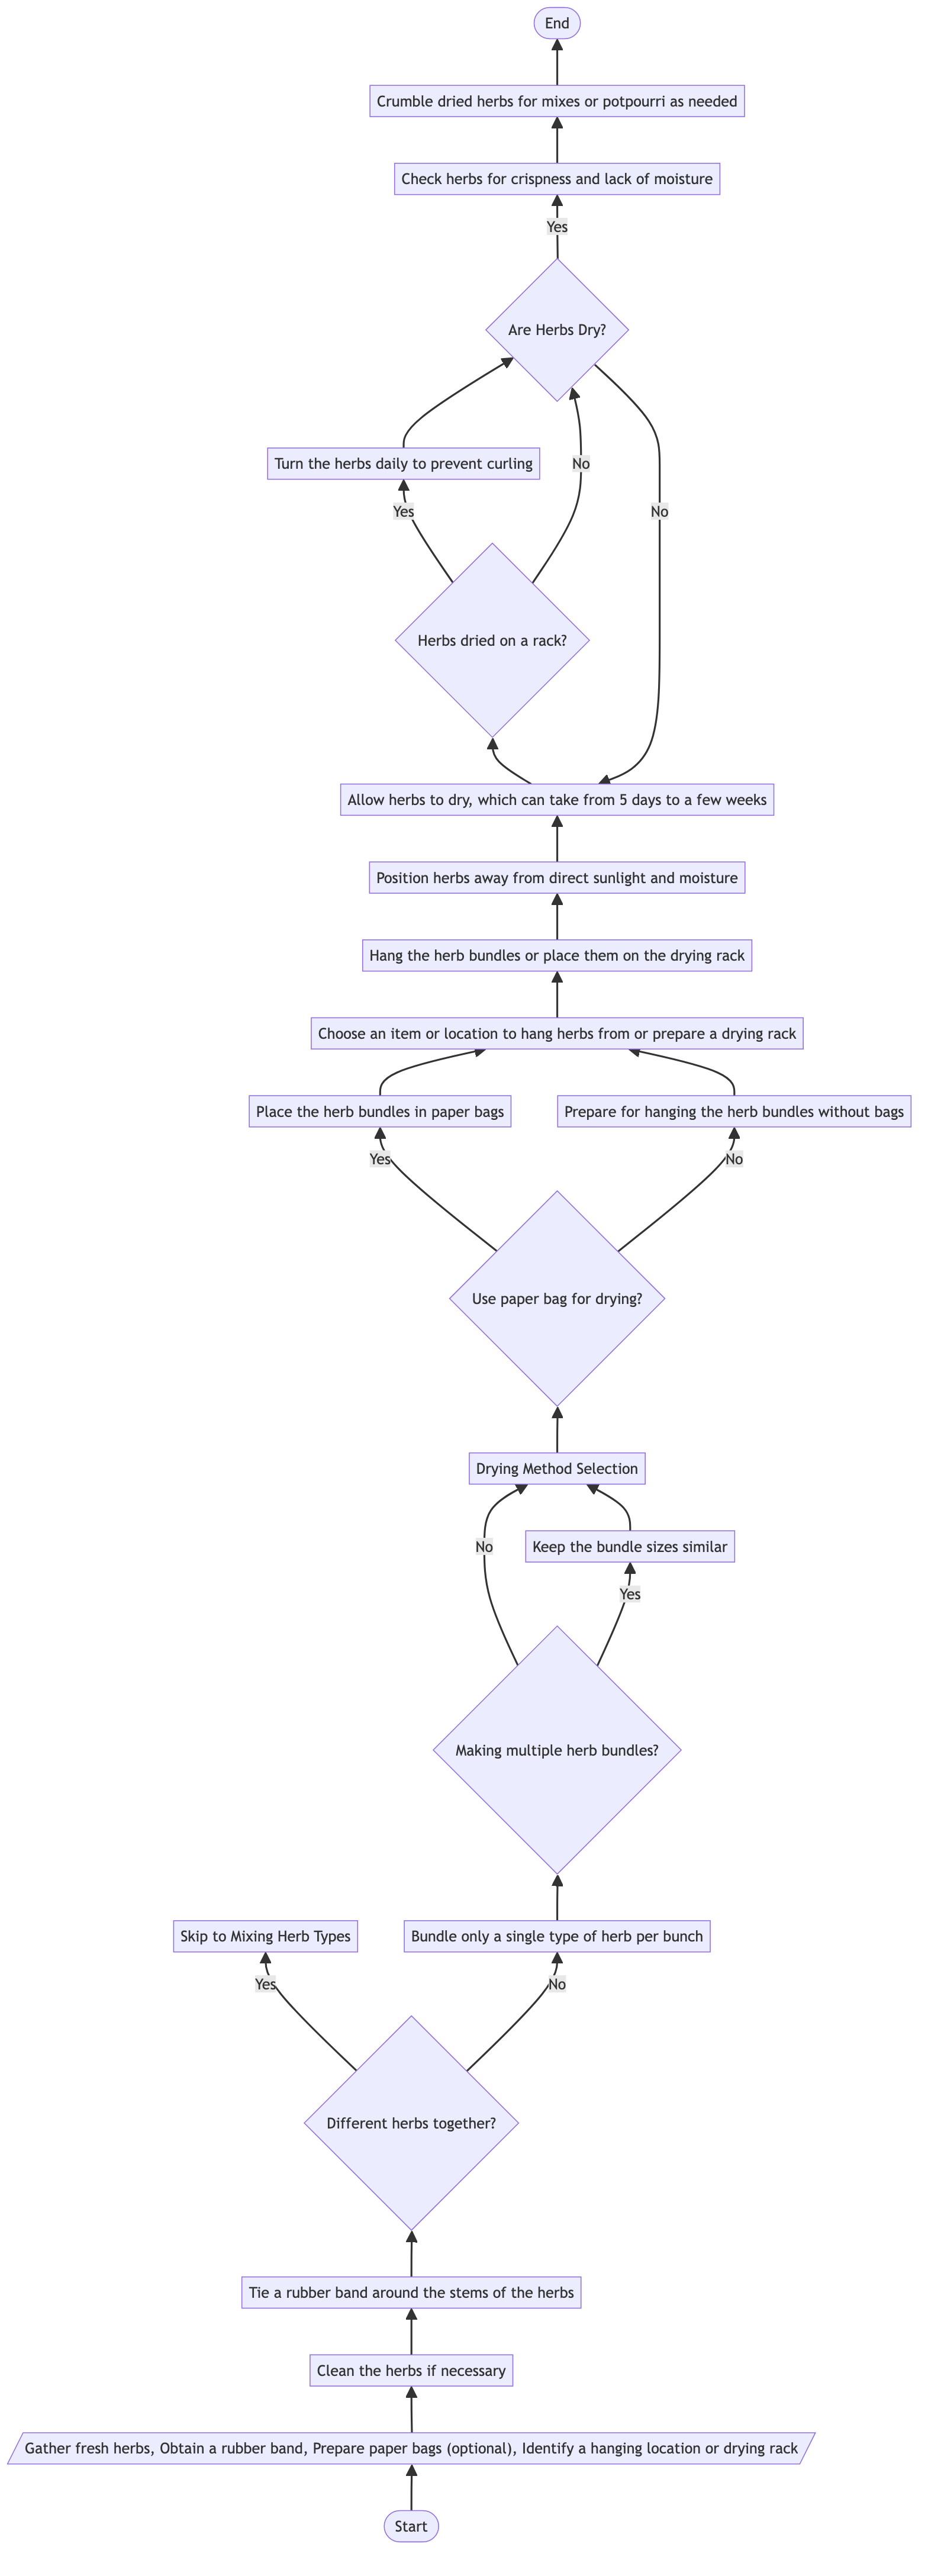 End
Crumble dried herbs for mixes or potpourri as needed
Check herbs for crispness and lack of moisture
Yes
Are Herbs Dry?
Turn the herbs daily to prevent curling
No
Yes
No
Herbs dried on a rack?
Allow herbs to dry, which can take from 5 days to a few weeks
Position herbs away from direct sunlight and moisture
Hang the herb bundles or place them on the drying rack
Choose an item or location to hang herbs from or prepare a drying rack
Place the herb bundles in paper bags
Prepare for hanging the herb bundles without bags
Yes
No
Use paper bag for drying?
Drying Method Selection
No
Keep the bundle sizes similar
Yes
Making multiple herb bundles?
Skip to Mixing Herb Types
Bundle only a single type of herb per bunch
Yes
No
Different herbs together?
Tie a rubber band around the stems of the herbs
Clean the herbs if necessary
Gather fresh herbs, Obtain a rubber band, Prepare paper bags (optional), Identify a hanging location or drying rack
Start